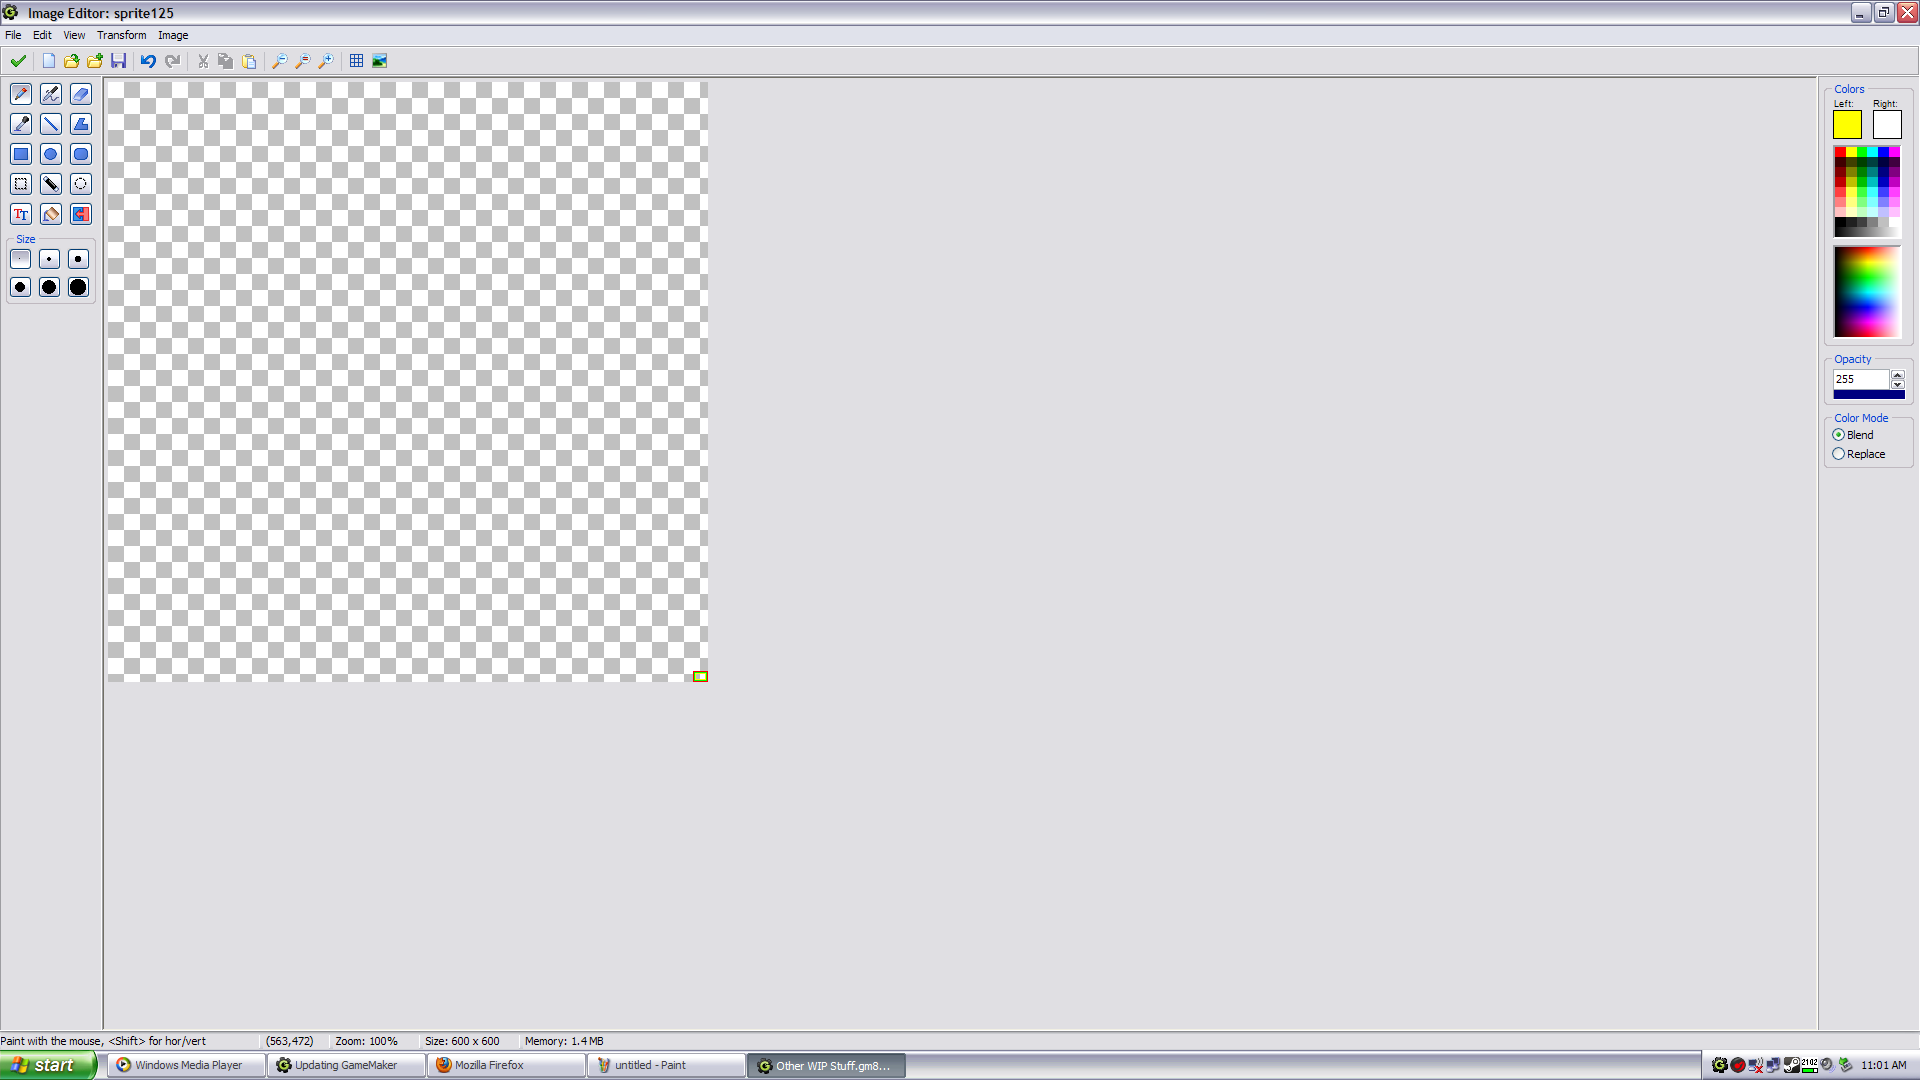 Image Editor: sprite125
File Edit View Transform Image
Colors
Left: Right:
TT
Size
Opacity
255
Color Mode
Blend
Replace
Paint with the mouse, <Shift> for hor/vert (563,472) Zoom: 100% Size: 600 x 600 Memory: 1.4 MB
start Windows Media Player Updating GameMaker Mozilla Firefox untitled - Paint Other WIP Stuff.gm8... 2102 11:01 AM